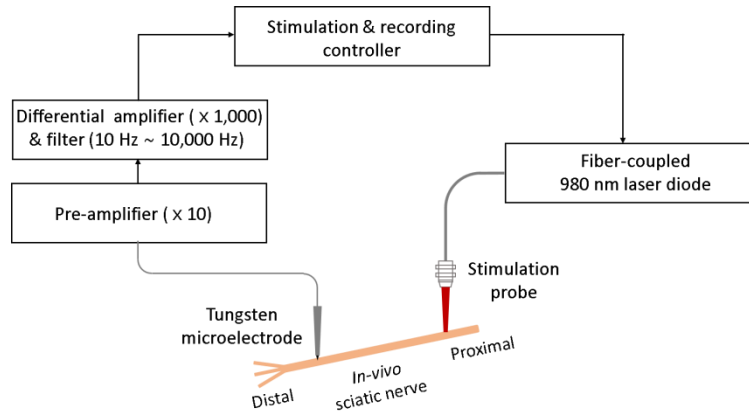 Stimulation & recording
controller
Differential amplifier ( x 1,000)
& filter (10 Hz ~ 10,000 Hz)
Fiber-coupled
980 nm laser diode
Pre-amplifier ( x 10)
Stimulation
probe
Tungsten
microelectrode
Proximal
In-vivo
sciatic nerve
Distal